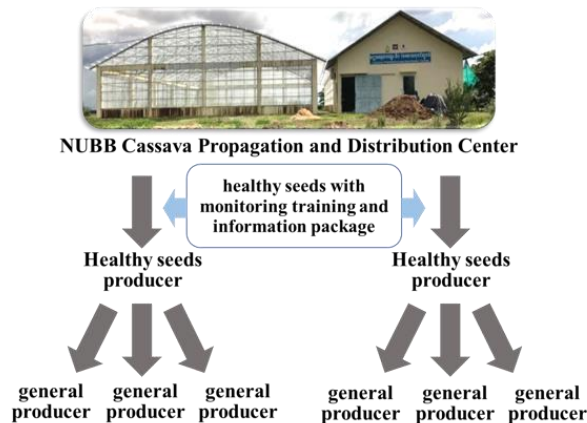 NUBB Cassava Propagation and Distribution Center
healthy seeds with
monitoring training and
information package
Healthy seeds
producer
Healthy seeds
producer
general
producer
general
producer
general
producer
general
producer
general
producer
general
producer